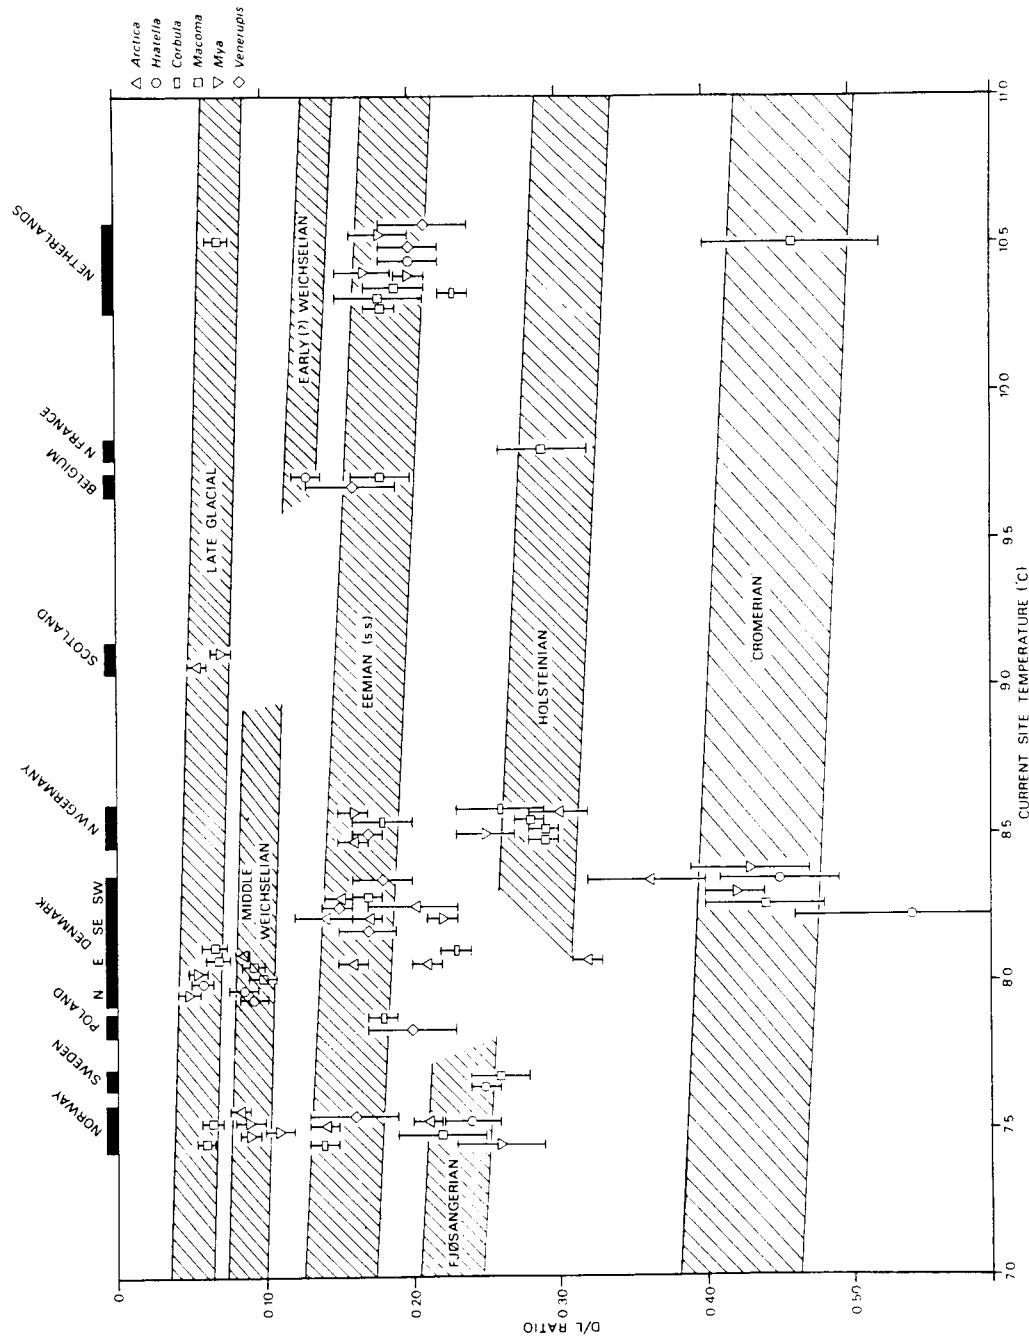 △ Arctica
○ Hiatella
▭ Corbula
□ Macoma
▽ Mya
◇ Venerupis
NORWAY
SWEDEN
POLAND
N E SE SW
DENMARK
N W GERMANY
SCOTLAND
BELGIUM
N FRANCE
NETHERLANDS
LATE GLACIAL
MIDDLE
WEICHSELIAN
EARLY (?) WEICHSELIAN
EEMIAN (s s)
FJØSANGERIAN
HOLSTEINIAN
CROMERIAN
0
0 10
0 20
0 30
0 40
0 50
D/L RATIO
7 0
7 5
8 0
8 5
9 0
9 5
10 0
10 5
11 0
CURRENT SITE TEMPERATURE (°C)